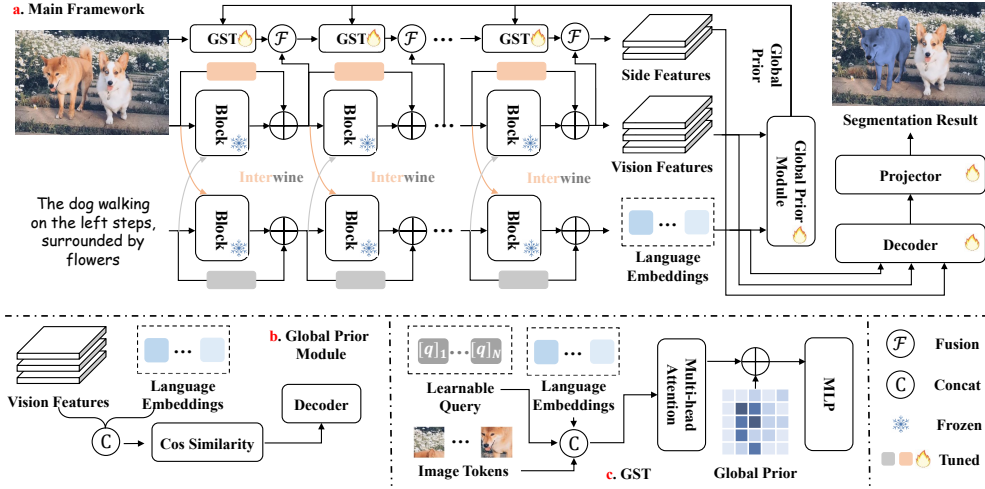 a. Main Framework
GST
F
GST
F
...
GST
F
Side Features
Global
Prior
Segmentation Result
Block
Block
...
Block
Vision Features
Global Prior
Module
Projector
Interwine
Interwine
Interwine
The dog walking
on the left steps,
surrounded by
flowers
Block
Block
...
Block
...
Language
Embeddings
Decoder
b. Global Prior
Module
...
Vision Features
Language
Embeddings
C
Cos Similarity
Decoder
[q]1...[q]N
...
Learnable
Query
Language
Embeddings
...
Image Tokens
C
Multi-head
Attention
MLP
Global Prior
c. GST
F
Fusion
C
Concat
Frozen
Tuned